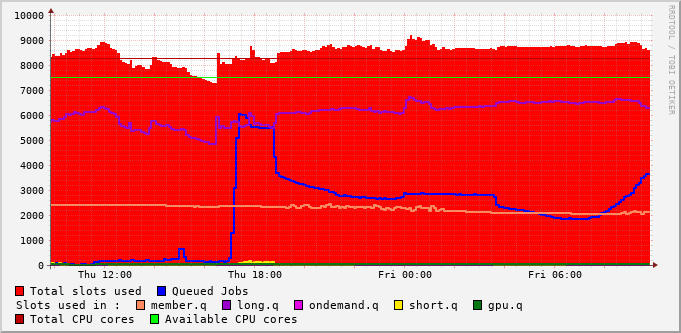 10000
9000
8000
7000
6000
5000
4000
3000
2000
1000
0
Thu 12:00 Thu 18:00 Fri 00:00 Fri 06:00
RRDTOOL / TOBI OETIKER
Total slots used Queued Jobs
Slots used in : member.q long.q ondemand.q short.q gpu.q
Total CPU cores Available CPU cores